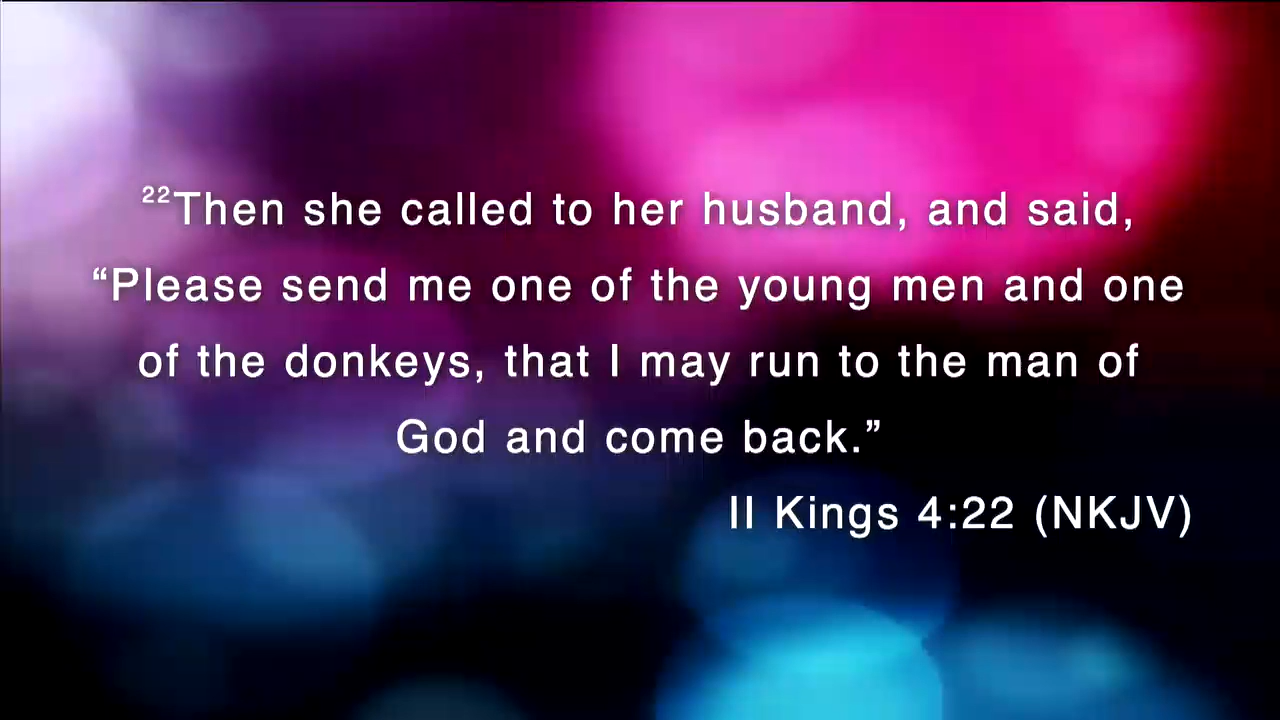 ²²Then she called to her husband, and said,
“Please send me one of the young men and one
of the donkeys, that I may run to the man of
God and come back.”
II Kings 4:22 (NKJV)